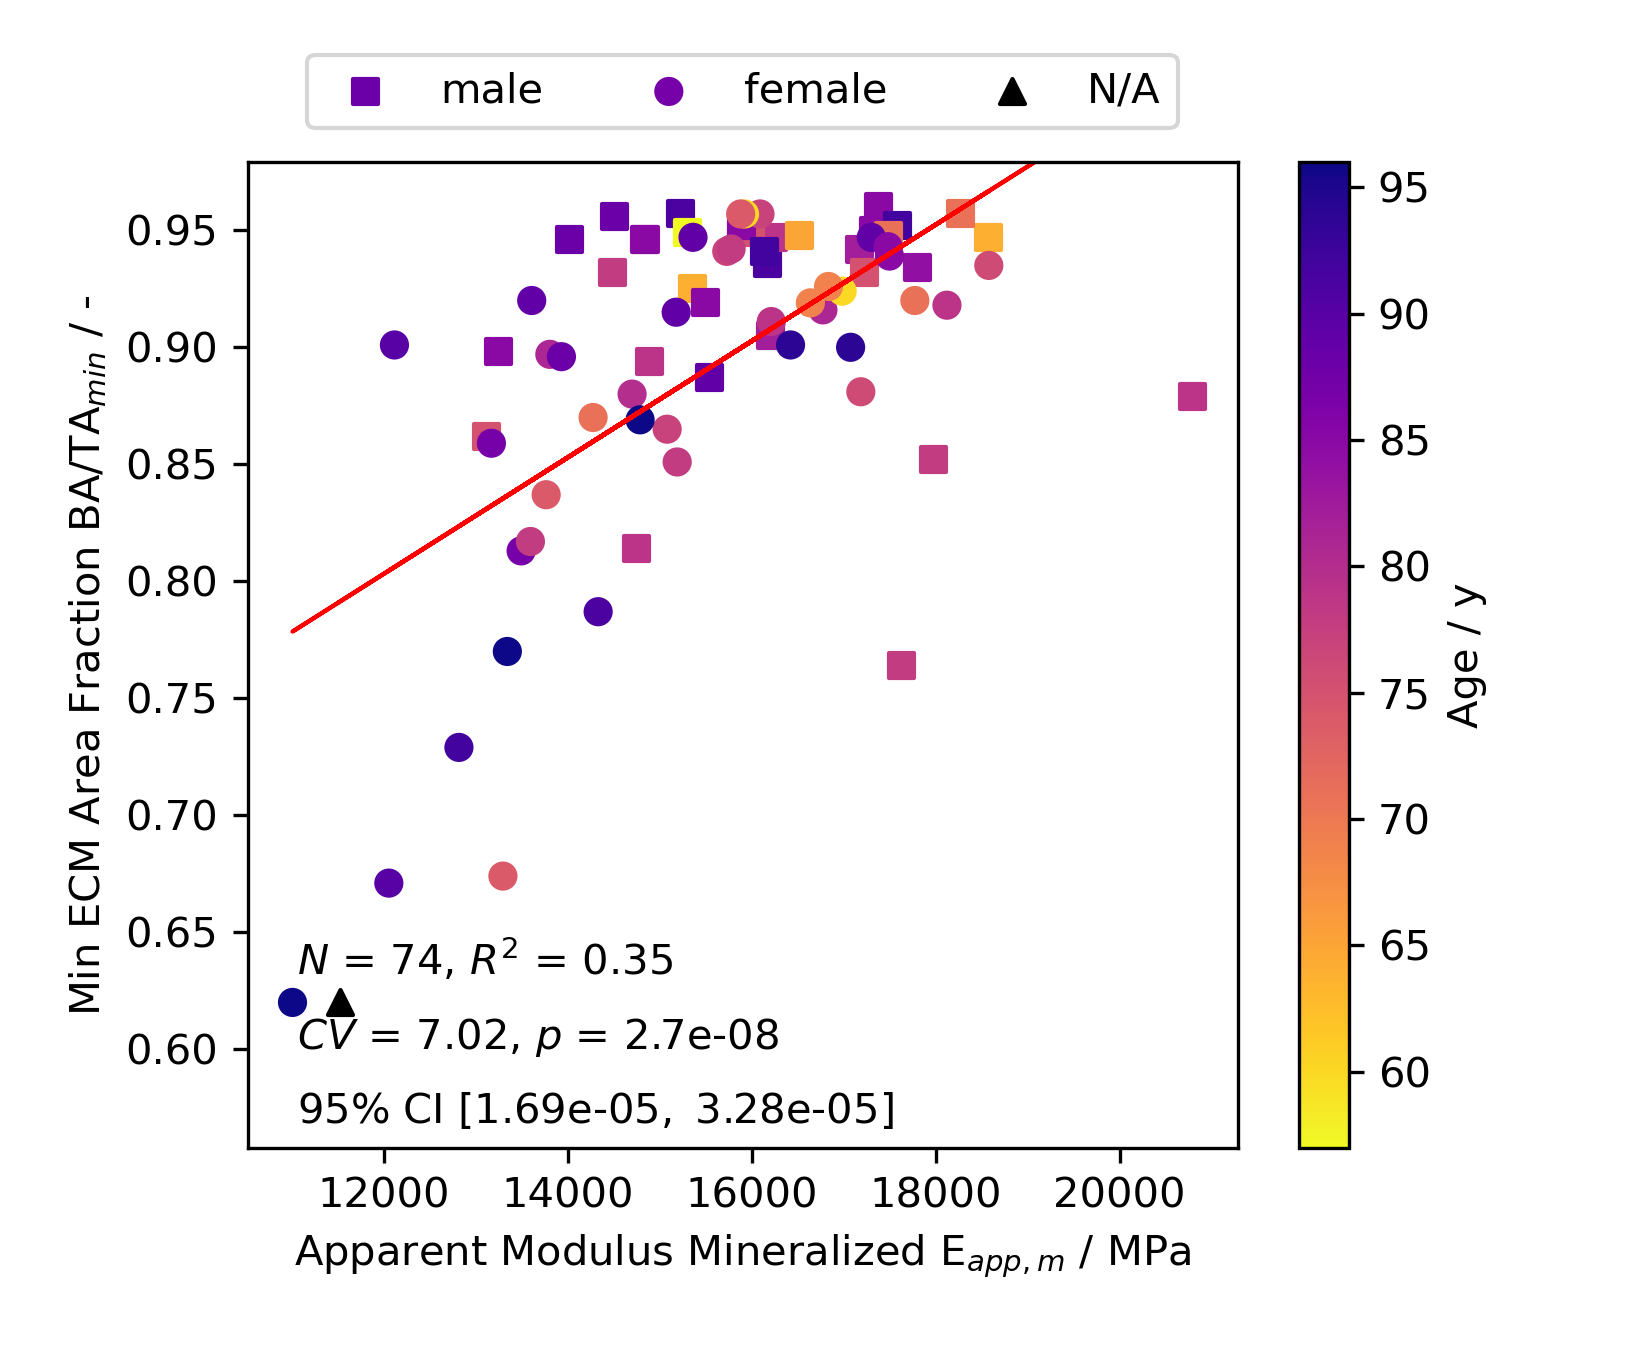 male female N/A
Min ECM Area Fraction BA/TA_min / -
0.95
0.90
0.85
0.80
0.75
0.70
0.65
0.60
N = 74, R² = 0.35
CV = 7.02, p = 2.7e-08
95% CI [1.69e-05, 3.28e-05]
12000 14000 16000 18000 20000
Apparent Modulus Mineralized E_app,m / MPa
95
90
85
80
75
70
65
60
Age / y